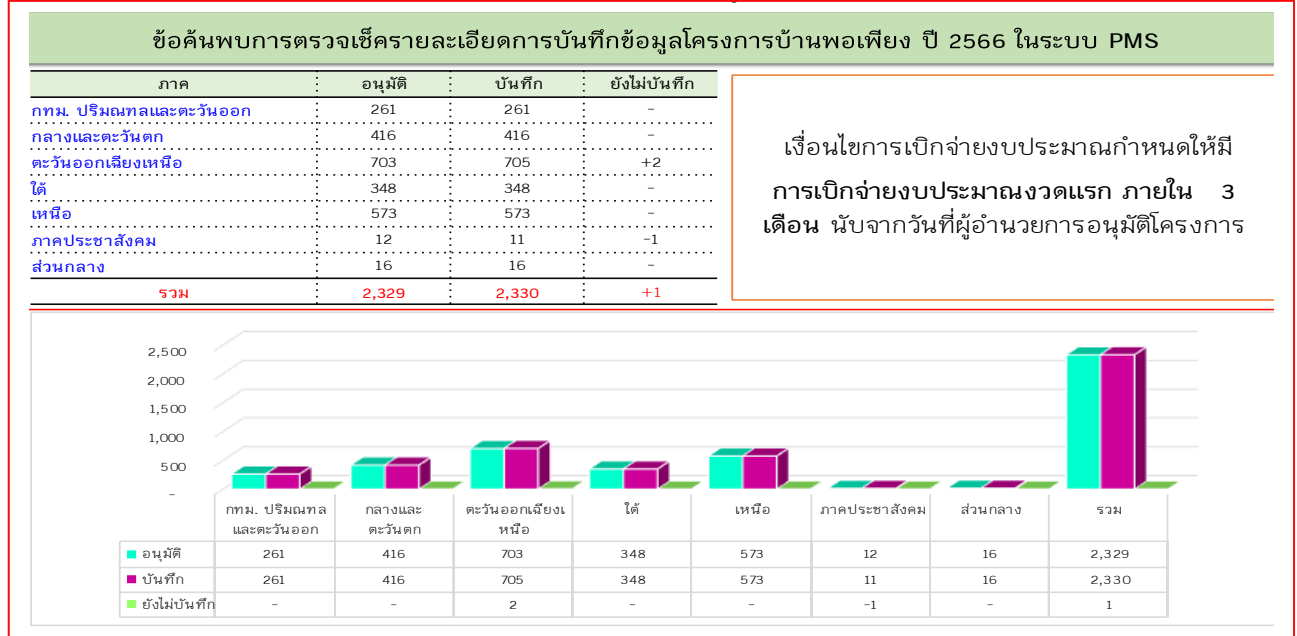 ข้อค้นพบการตรวจเช็ครายละเอียดการบันทึกข้อมูลโครงการบ้านพอเพียง ปี 2566 ในระบบ PMS
ภาค อนุมัติ บันทึก ยังไม่บันทึก
กทม. ปริมณฑลและตะวันออก 261 261 -
กลางและตะวันตก 416 416 -
ตะวันออกเฉียงเหนือ 703 705 +2
ใต้ 348 348 -
เหนือ 573 573 -
ภาคประชาสังคม 12 11 -1
ส่วนกลาง 16 16 -
รวม 2,329 2,330 +1
เงื่อนไขการเบิกจ่ายงบประมาณกำหนดให้มี
การเบิกจ่ายงบประมาณงวดแรก ภายใน 3
เดือน นับจากวันที่ผู้อำนวยการอนุมัติโครงการ
2,500
2,000
1,500
1,000
500
-
กทม. ปริมณฑล กลางและ ตะวันออกเฉียงเ ใต้ เหนือ ภาคประชาสังคม ส่วนกลาง รวม
และตะวันออก ตะวันตก หนือ
อนุมัติ 261 416 703 348 573 12 16 2,329
บันทึก 261 416 705 348 573 11 16 2,330
ยังไม่บันทึก - - 2 - - -1 - 1